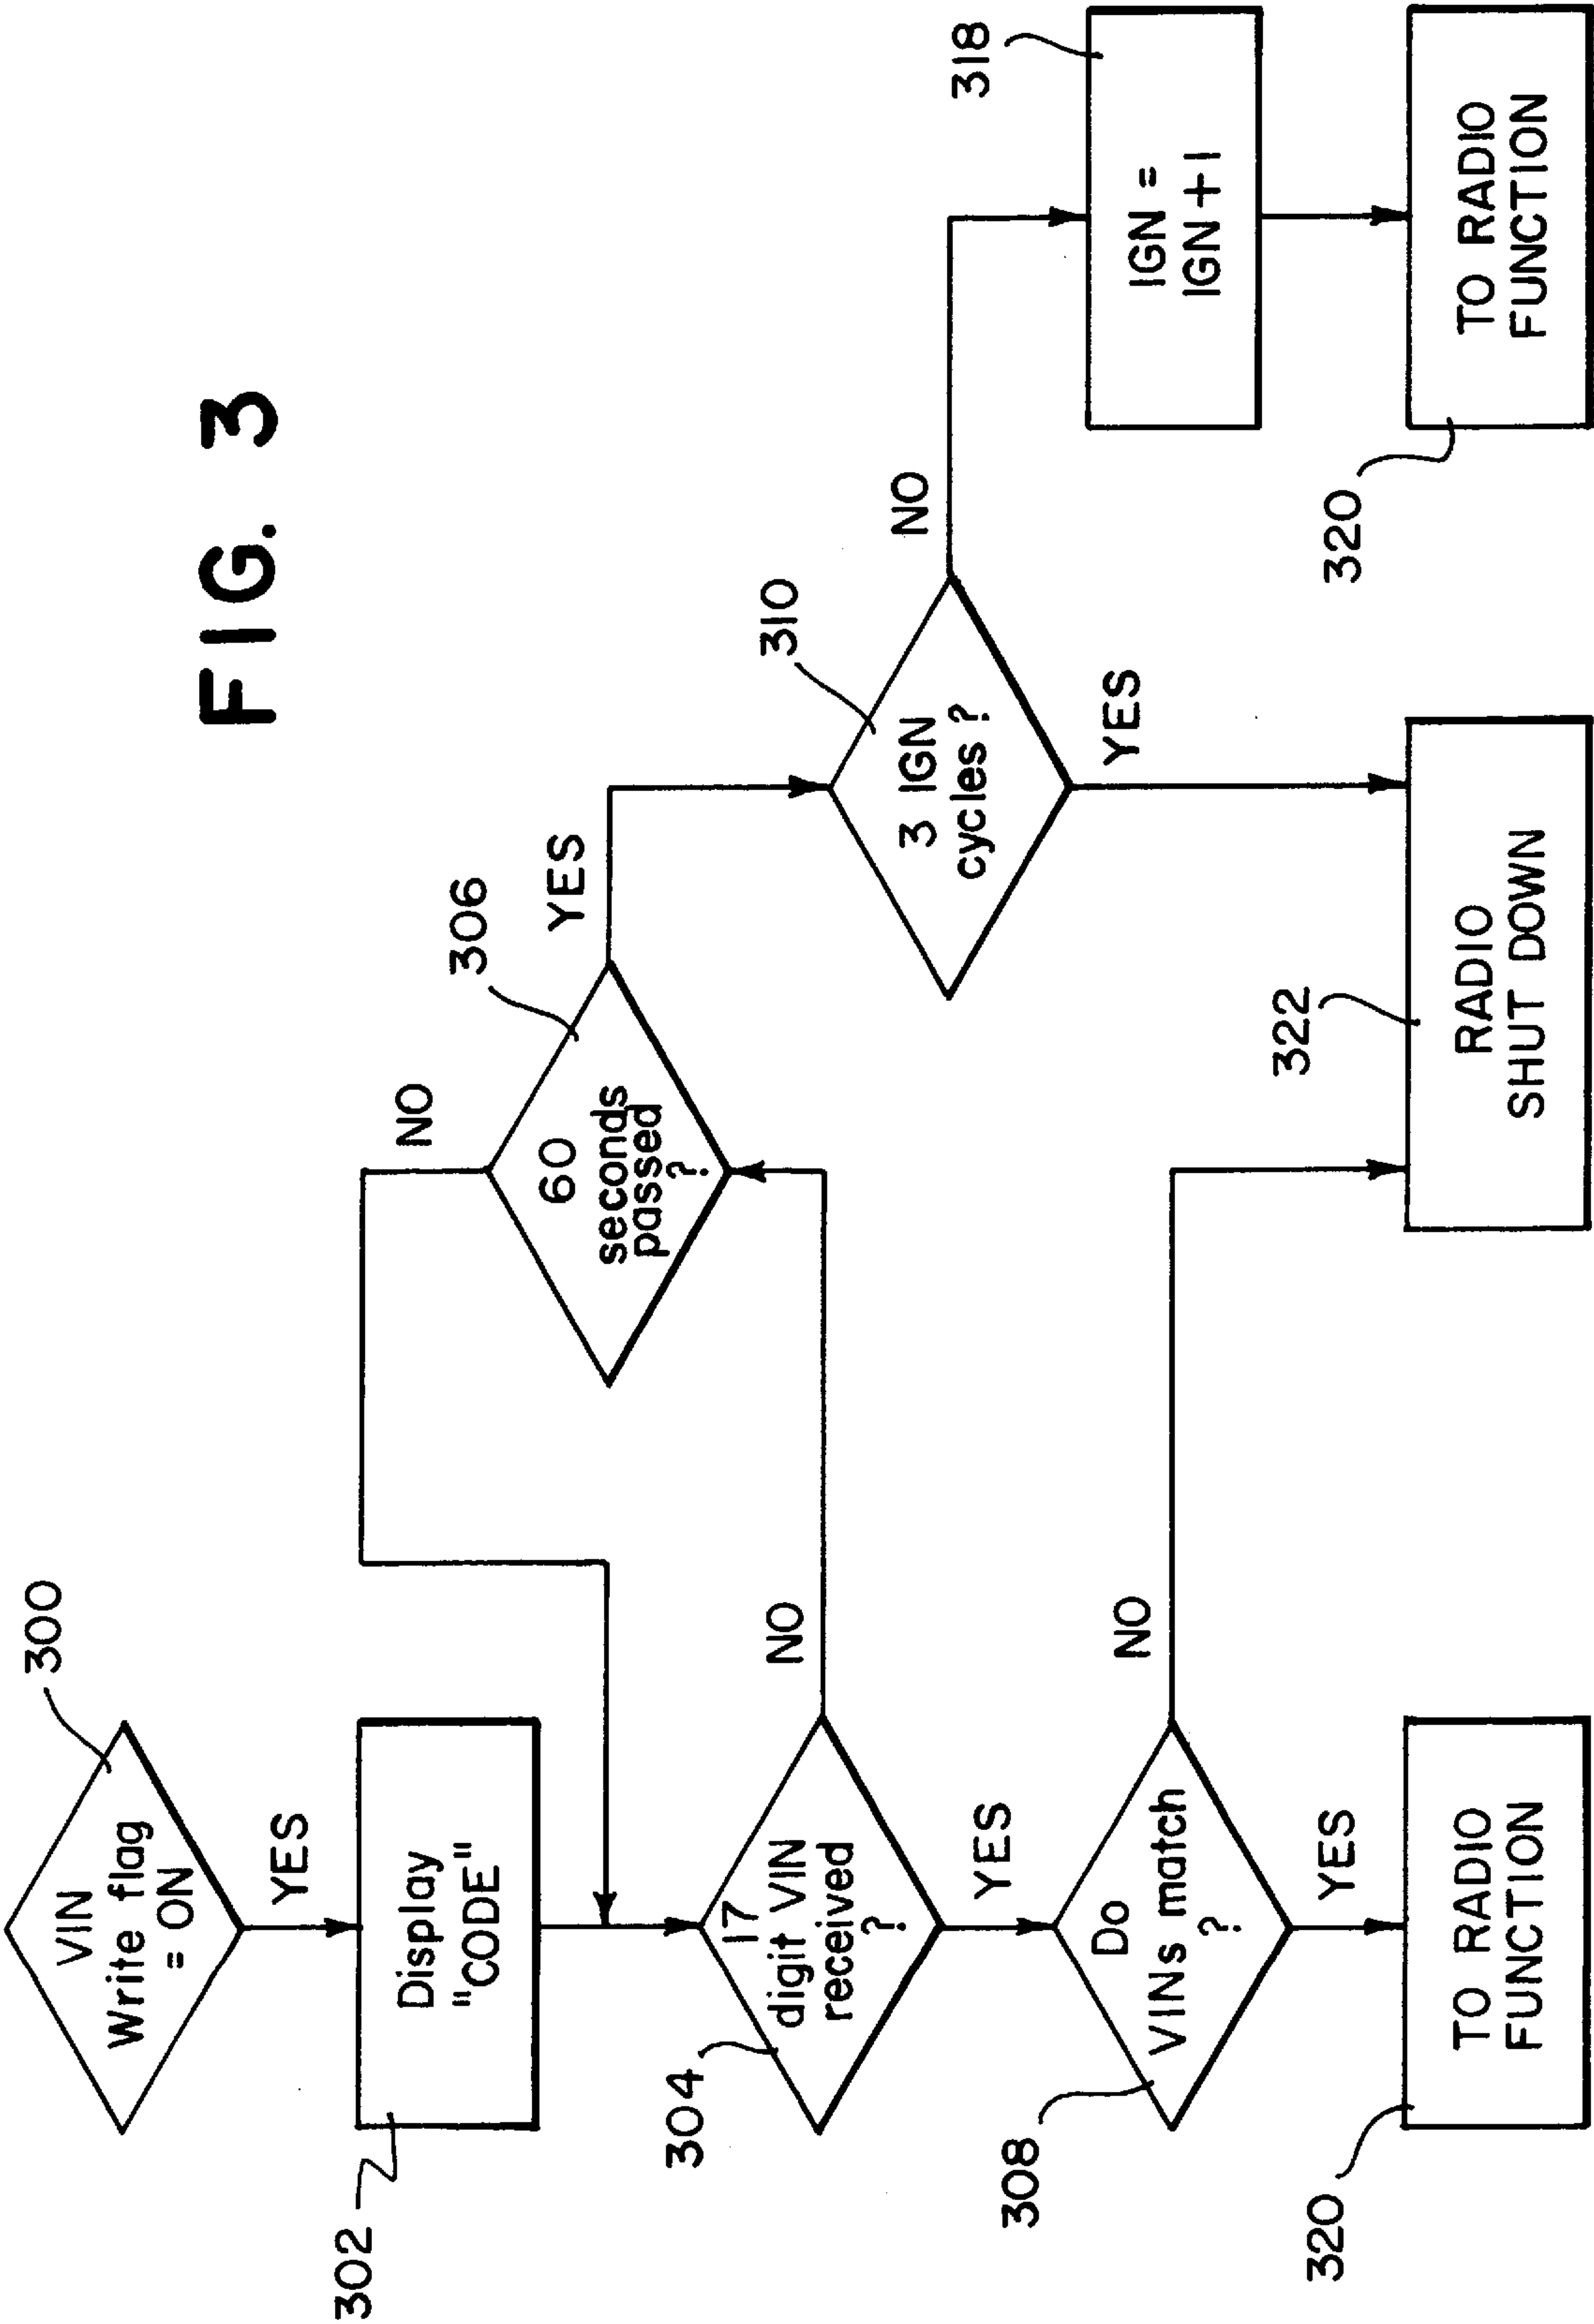 FIG. 3
300
VIN
Write flag
= ON
YES
302
Display
"CODE"
304
17
digit VIN
received
?
NO
YES
306
60
seconds
passed
?
NO
YES
308
Do
VINs match
?
NO
YES
310
3 IGN
cycles ?
NO
YES
318
IGN =
IGN + 1
320
TO RADIO
FUNCTION
322
RADIO
SHUT DOWN
320
TO RADIO
FUNCTION